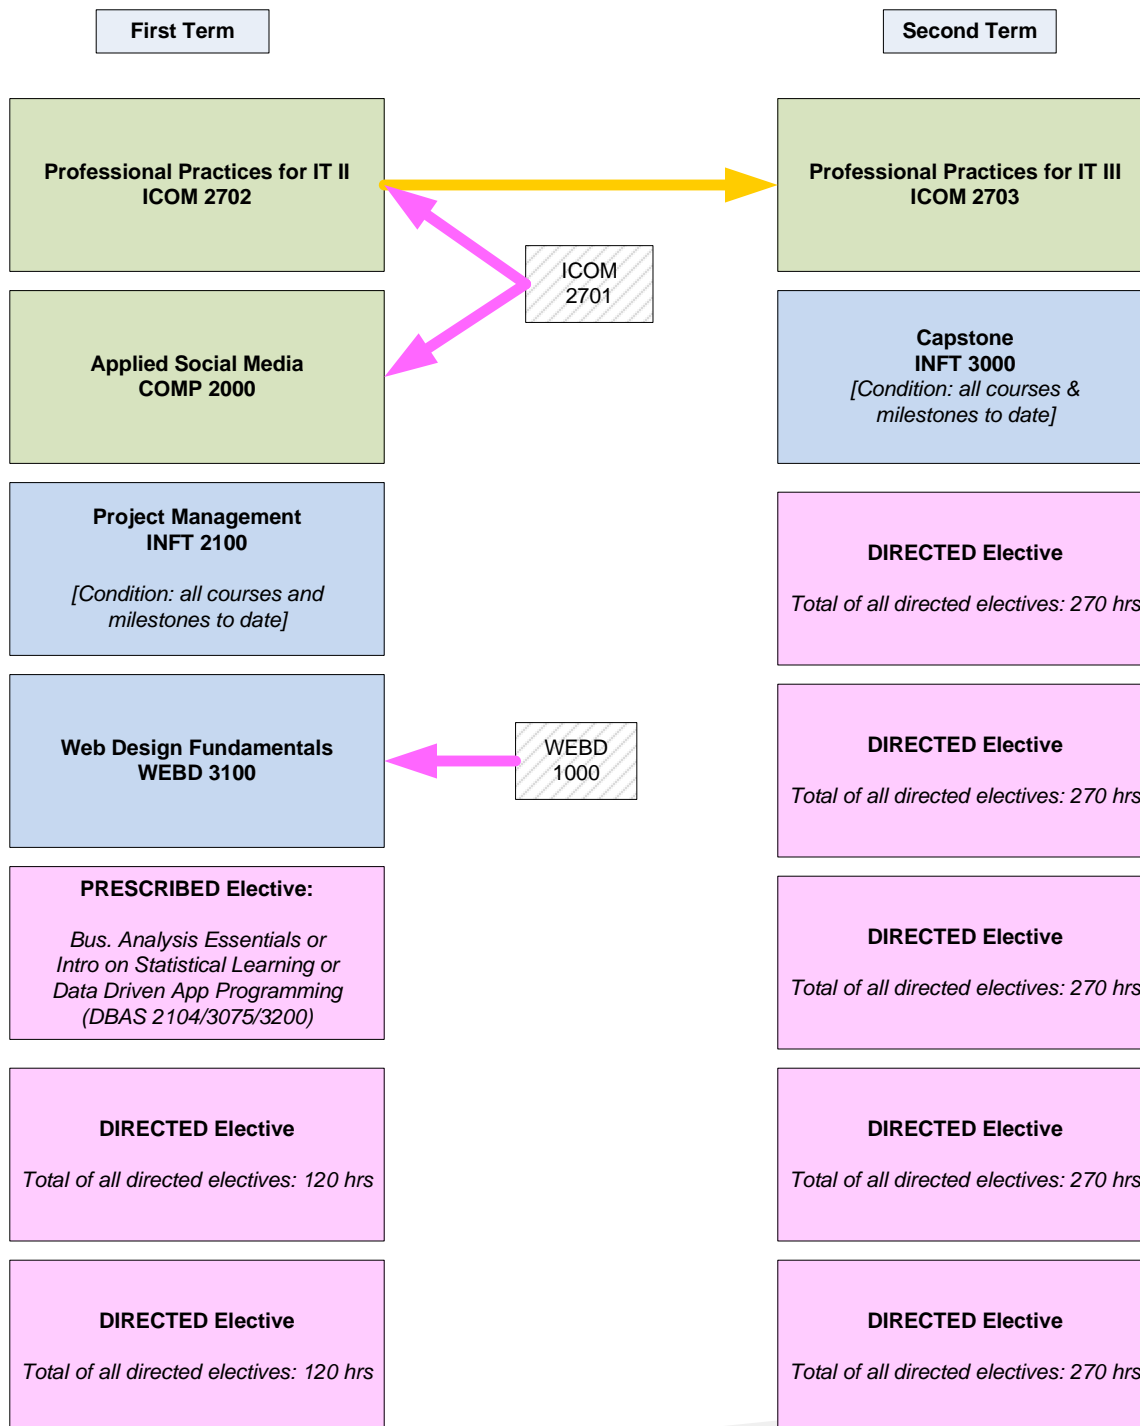 First Term
Second Term
Professional Practices for IT II
ICOM 2702
Professional Practices for IT III
ICOM 2703
ICOM
2701
Applied Social Media
COMP 2000
Capstone
INFT 3000
[Condition: all courses &
milestones to date]
Project Management
INFT 2100
[Condition: all courses and
milestones to date]
DIRECTED Elective
Total of all directed electives: 270 hrs
Web Design Fundamentals
WEBD 3100
WEBD
1000
DIRECTED Elective
Total of all directed electives: 270 hrs
PRESCRIBED Elective:
Bus. Analysis Essentials or
Intro on Statistical Learning or
Data Driven App Programming
(DBAS 2104/3075/3200)
DIRECTED Elective
Total of all directed electives: 270 hrs
DIRECTED Elective
Total of all directed electives: 120 hrs
DIRECTED Elective
Total of all directed electives: 270 hrs
DIRECTED Elective
Total of all directed electives: 120 hrs
DIRECTED Elective
Total of all directed electives: 270 hrs